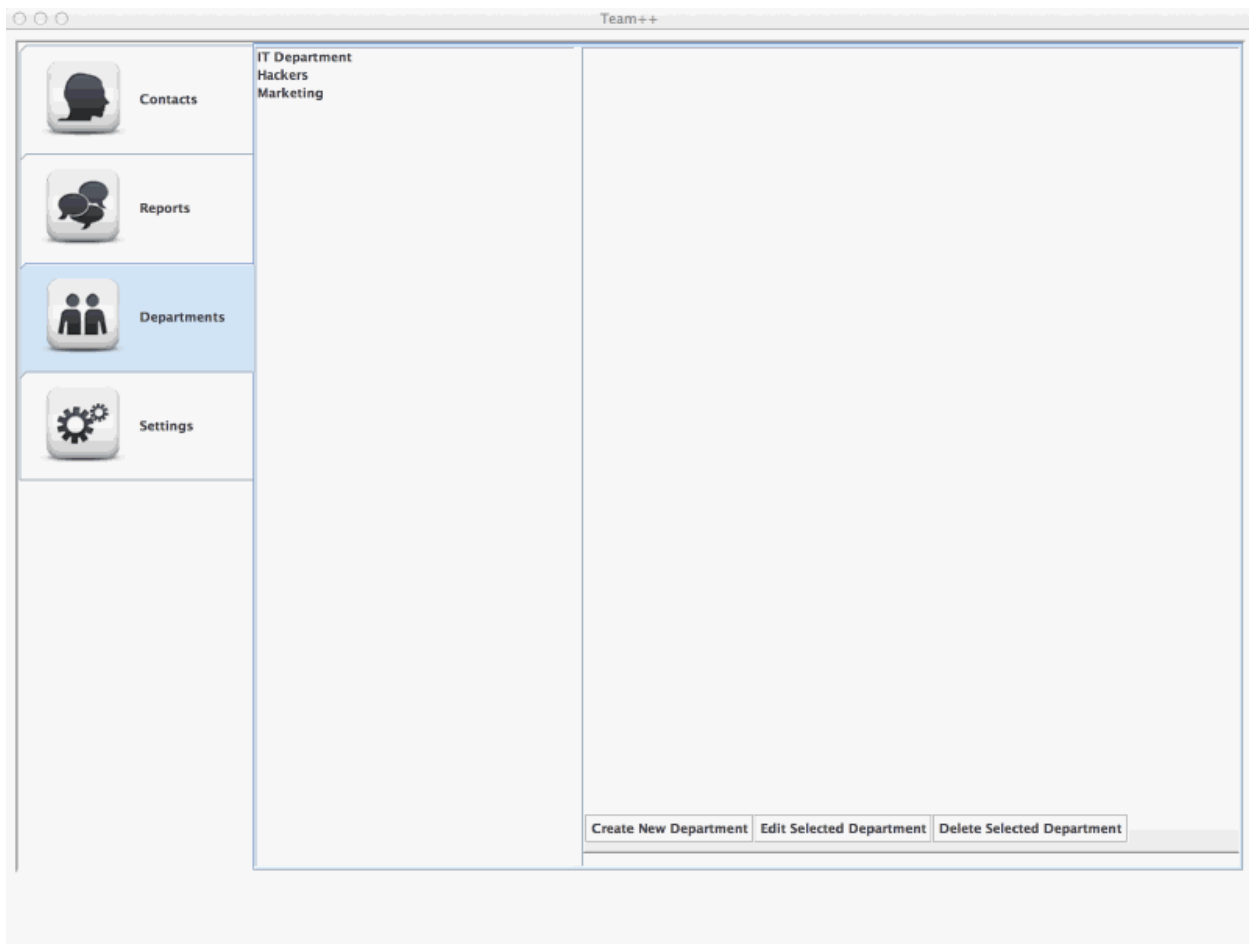 Team++
Contacts
Reports
Departments
Settings
IT Department
Hackers
Marketing
Create New Department Edit Selected Department Delete Selected Department